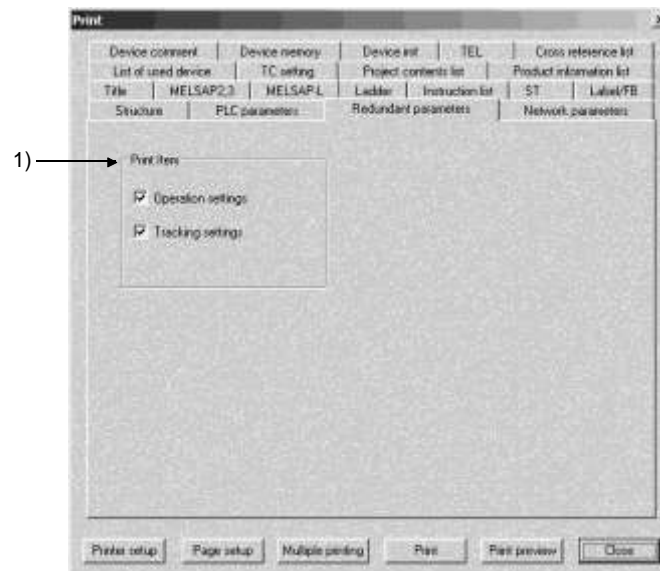 Print
Device comment Device memory Device init TEL Cross reference list
List of used device TC setting Project contents list Product information list
Title MELSAP2,3 MELSAP-L Ladder Instruction list ST Label/FB
Structure PLC parameters Redundant parameters Network parameters
1)
Print item
Operation settings
Tracking settings
Printer setup Page setup Multiple printing Print Print preview Close